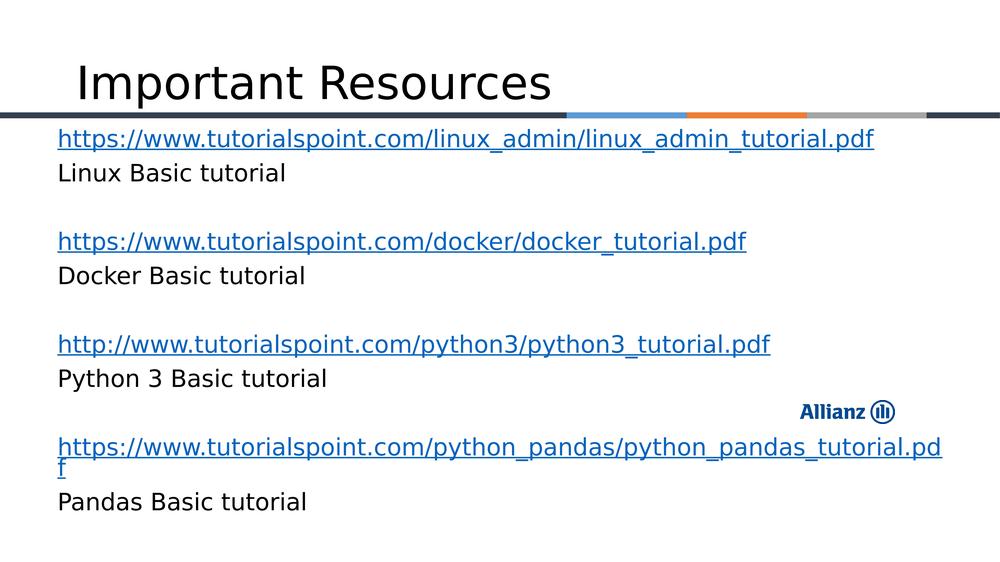 Important Resources
https://www.tutorialspoint.com/linux_admin/linux_admin_tutorial.pdf
Linux Basic tutorial
https://www.tutorialspoint.com/docker/docker_tutorial.pdf
Docker Basic tutorial
http://www.tutorialspoint.com/python3/python3_tutorial.pdf
Python 3 Basic tutorial
Allianz
https://www.tutorialspoint.com/python_pandas/python_pandas_tutorial.pd
f
Pandas Basic tutorial